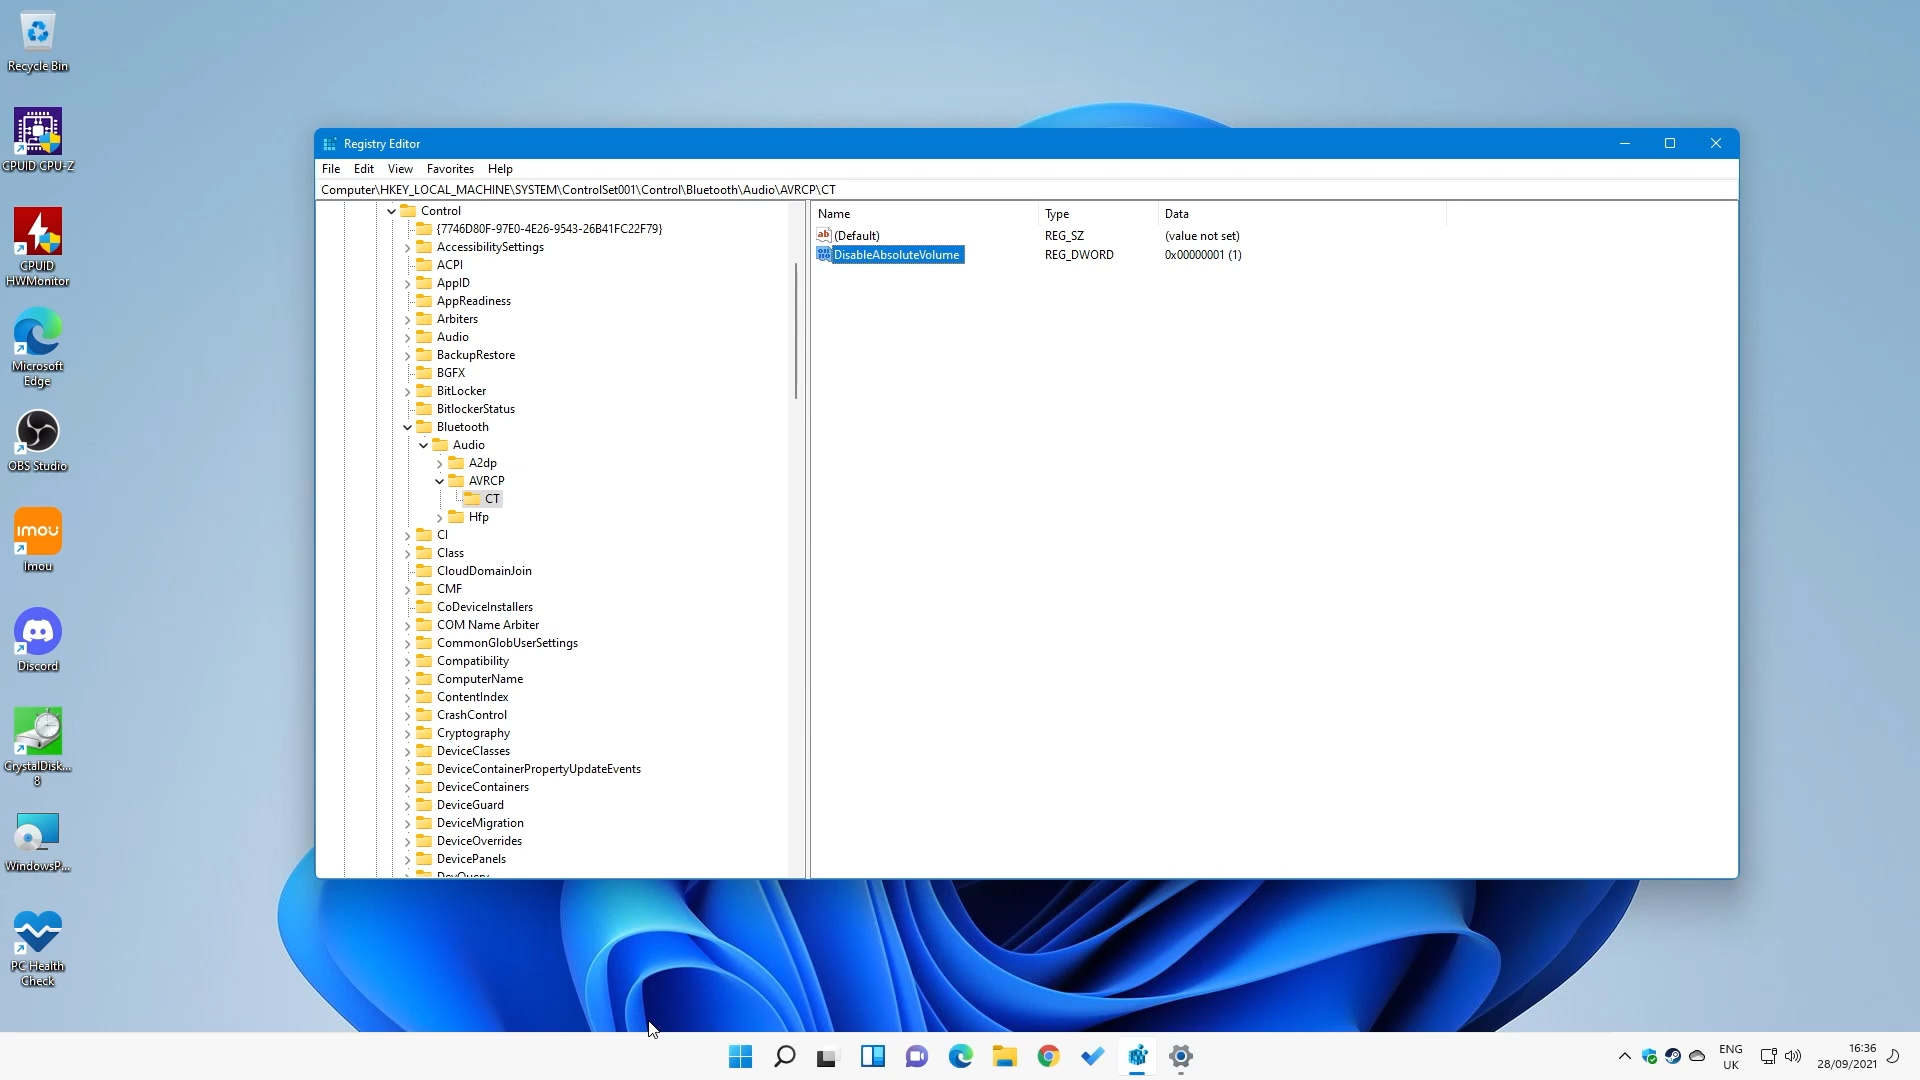 Recycle Bin
CPUID CPU-Z
CPUID
HWMonitor
Microsoft
Edge
OBS Studio
imou
Imou
Discord
CrystalDisk...
8
WindowsP...
PC Health
Check
Registry Editor
File Edit View Favorites Help
Computer\HKEY_LOCAL_MACHINE\SYSTEM\ControlSet001\Control\Bluetooth\Audio\AVRCP\CT
Control
{7746D80F-97E0-4E26-9543-26B41FC22F79}
AccessibilitySettings
ACPI
AppID
AppReadiness
Arbiters
Audio
BackupRestore
BGFX
BitLocker
BitlockerStatus
Bluetooth
Audio
A2dp
AVRCP
CT
Hfp
CI
Class
CloudDomainJoin
CMF
CoDeviceInstallers
COM Name Arbiter
CommonGlobUserSettings
Compatibility
ComputerName
ContentIndex
CrashControl
Cryptography
DeviceClasses
DeviceContainerPropertyUpdateEvents
DeviceContainers
DeviceGuard
DeviceMigration
DeviceOverrides
DevicePanels
DevQuery
Name Type Data
ab (Default) REG_SZ (value not set)
DisableAbsoluteVolume REG_DWORD 0x00000001 (1)
ENG
UK
16:36
28/09/2021